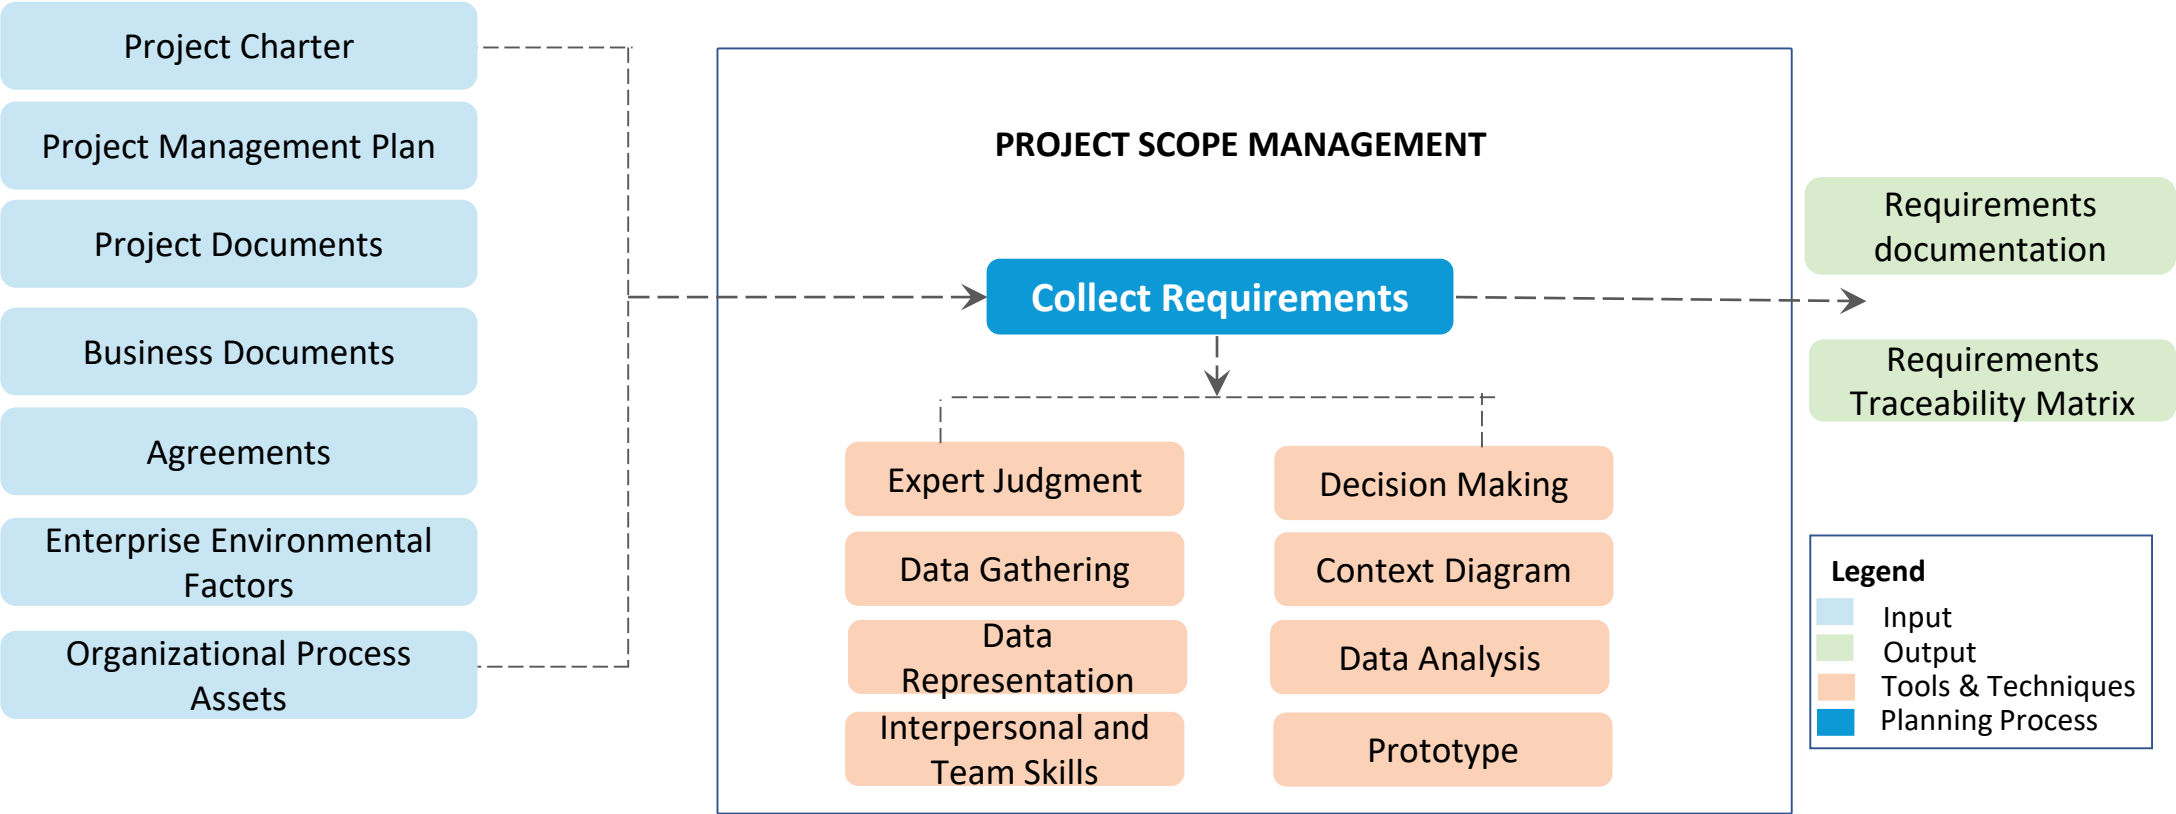 Project Charter
Project Management Plan
Project Documents
Business Documents
Agreements
Enterprise Environmental
Factors
Organizational Process
Assets
PROJECT SCOPE MANAGEMENT
Collect Requirements
Expert Judgment
Data Gathering
Data
Representation
Interpersonal and
Team Skills
Decision Making
Context Diagram
Data Analysis
Prototype
Requirements
documentation
Requirements
Traceability Matrix
Legend
Input
Output
Tools & Techniques
Planning Process